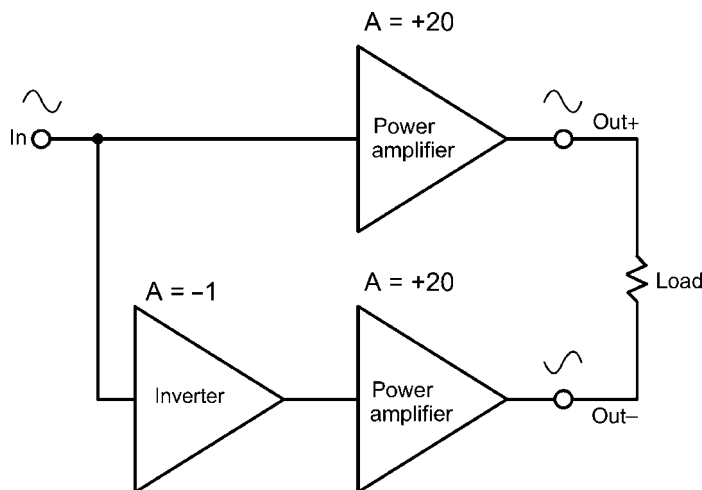 A = +20
In
Power
amplifier
Out+
Load
A = –1
A = +20
Inverter
Power
amplifier
Out–